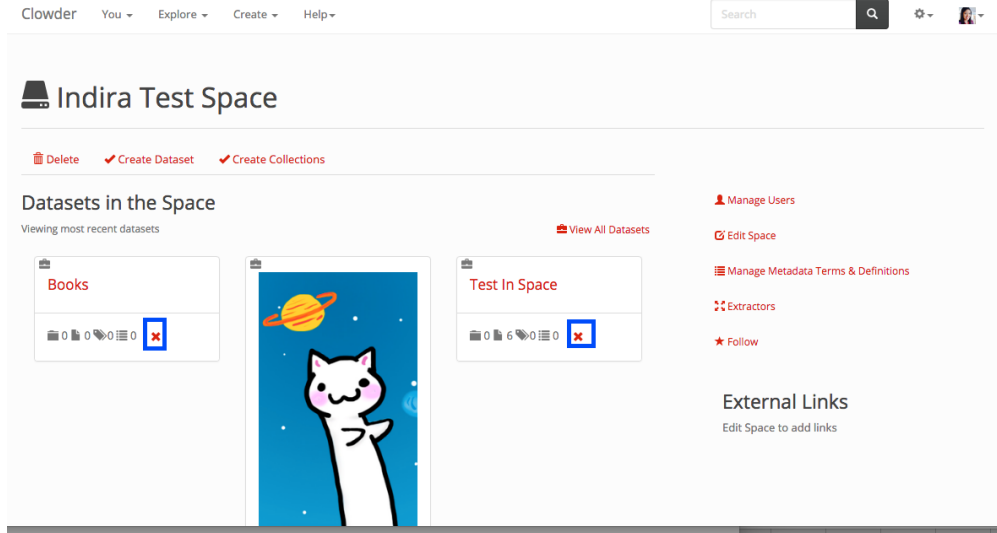 Clowder You Explore Create Help Search
Indira Test Space
Delete Create Dataset Create Collections
Datasets in the Space
Viewing most recent datasets
View All Datasets
Books
0 0 0 0
Test In Space
0 6 0 0
Manage Users
Edit Space
Manage Metadata Terms & Definitions
Extractors
Follow
External Links
Edit Space to add links